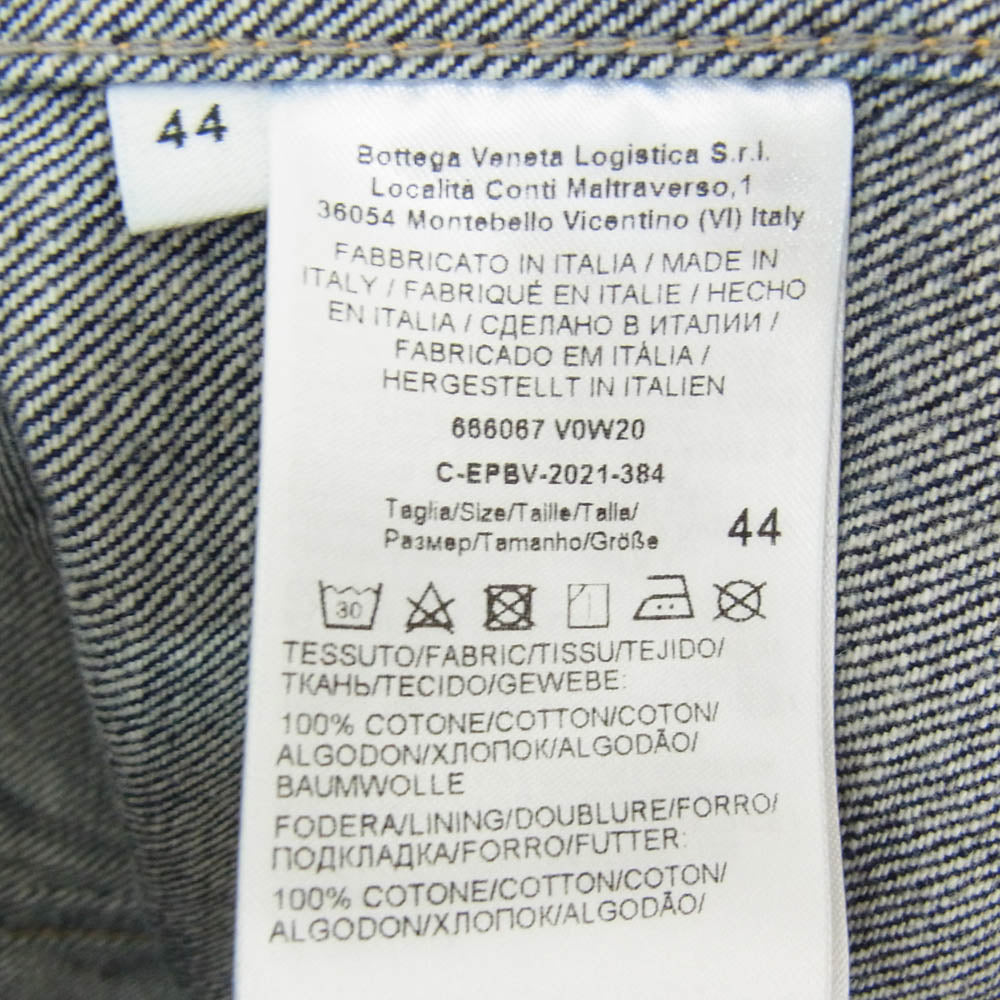 44
Bottega Veneta Logistica S.r.l.
Località Conti Maltraverso,1
36054 Montebello Vicentino (VI) Italy
FABBRICATO IN ITALIA / MADE IN
ITALY / FABRIQUÉ EN ITALIE / HECHO
EN ITALIA / СДЕЛАНО В ИТАЛИИ /
FABRICADO EM ITÁLIA /
HERGESTELLT IN ITALIEN
666067 V0W20
C-EPBV-2021-384
Taglia/Size/Taille/Talla/
Размер/Tamanho/Größe 44
30
TESSUTO/FABRIC/TISSU/TEJIDO/
ТКАНЬ/TECIDO/GEWEBE:
100% COTONE/COTTON/COTON/
ALGODON/ХЛОПОК/ALGODÃO/
BAUMWOLLE
FODERA/LINING/DOUBLURE/FORRO/
ПОДКЛАДКА/FORRO/FUTTER:
100% COTONE/COTTON/COTON/
ALGODON/ХЛОПОК/ALGODÃO/